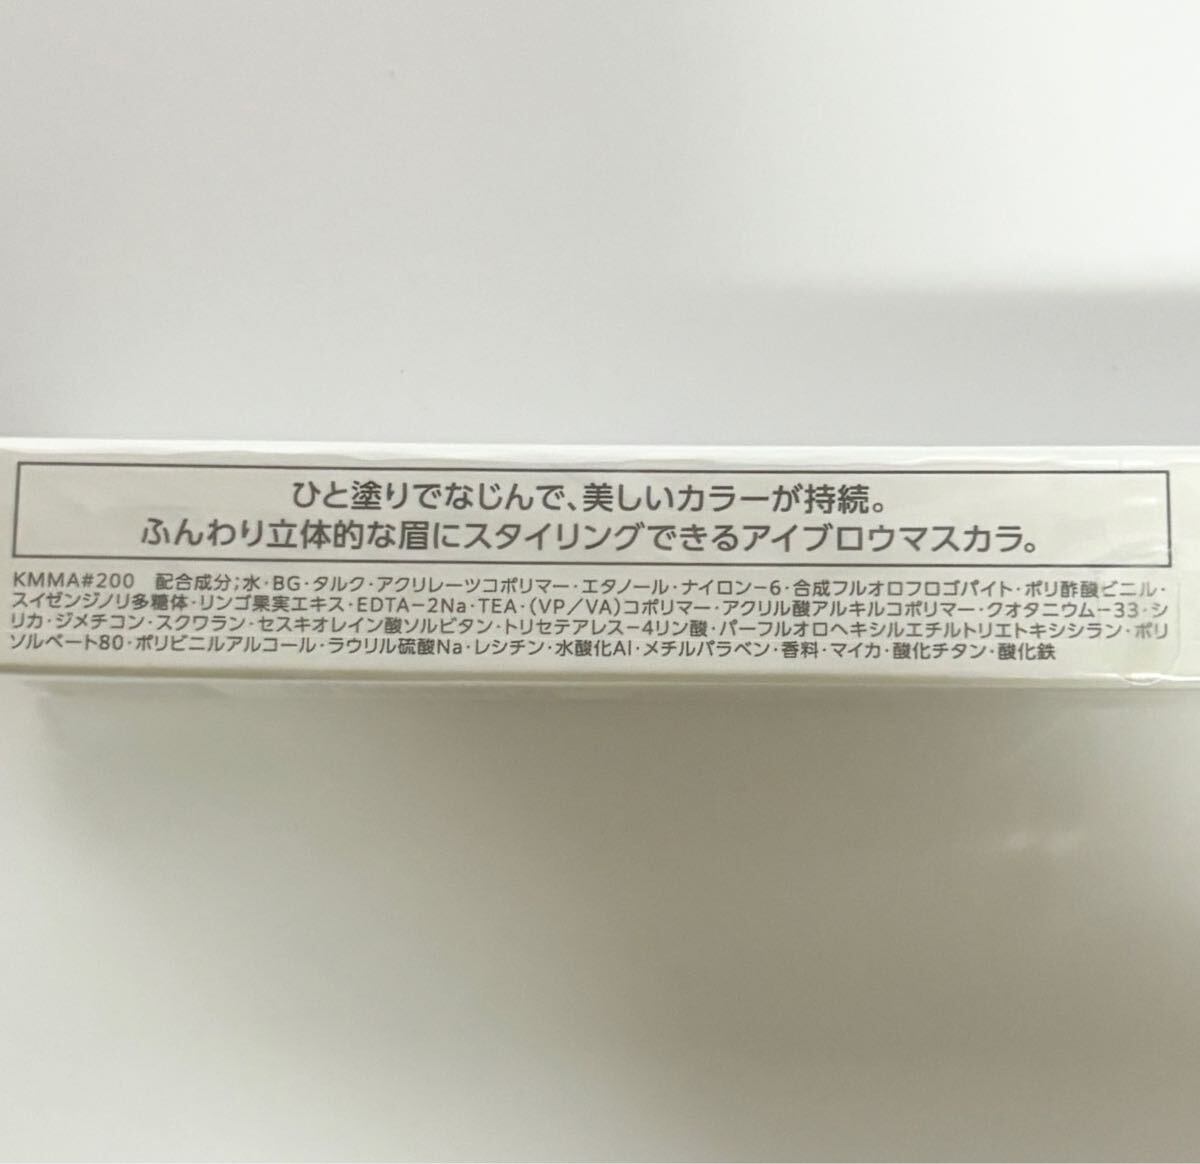 ひと塗りでなじんで、美しいカラーが持続。
ふんわり立体的な眉にスタイリングできるアイブロウマスカラ。
KMMA#200　配合成分;水・BG・タルク・アクリレーツコポリマー・エタノール・ナイロン-6・合成フルオロフロゴパイト・ポリ酢酸ビニル・
スイゼンジノリ多糖体・リンゴ果実エキス・EDTA-2Na・TEA・(VP/VA)コポリマー・アクリル酸アルキルコポリマー・クオタニウム-33・シ
リカ・ジメチコン・スクワラン・セスキオレイン酸ソルビタン・トリセテアレス-4リン酸・パーフルオロヘキシルエチルトリエトキシシラン・ポリ
ソルベート80・ポリビニルアルコール・ラウリル硫酸Na・レシチン・水酸化Al・メチルパラベン・香料・マイカ・酸化チタン・酸化鉄